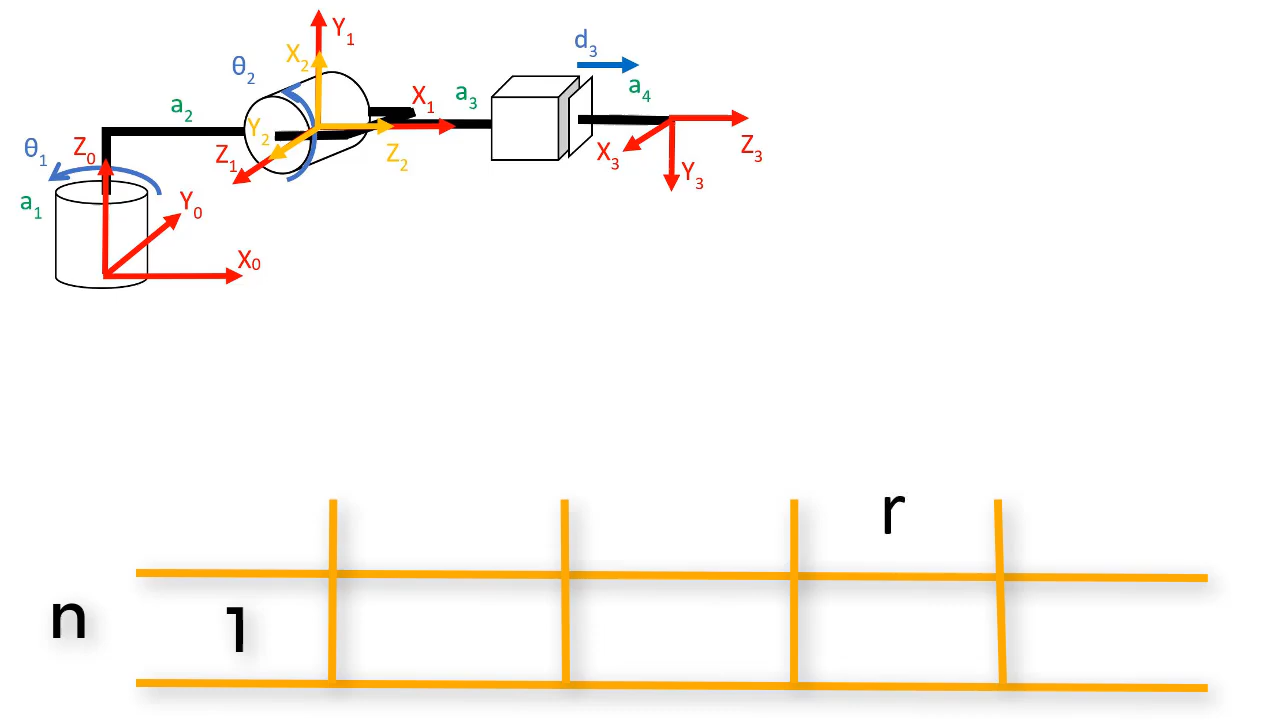 Y₁
d₃
X₂
θ₂
a₄
X₁
a₃
a₂
Y₂
Z₂
Z₁
θ₁
Z₀
X₃
Z₃
Y₃
a₁
Y₀
X₀
r
n
1